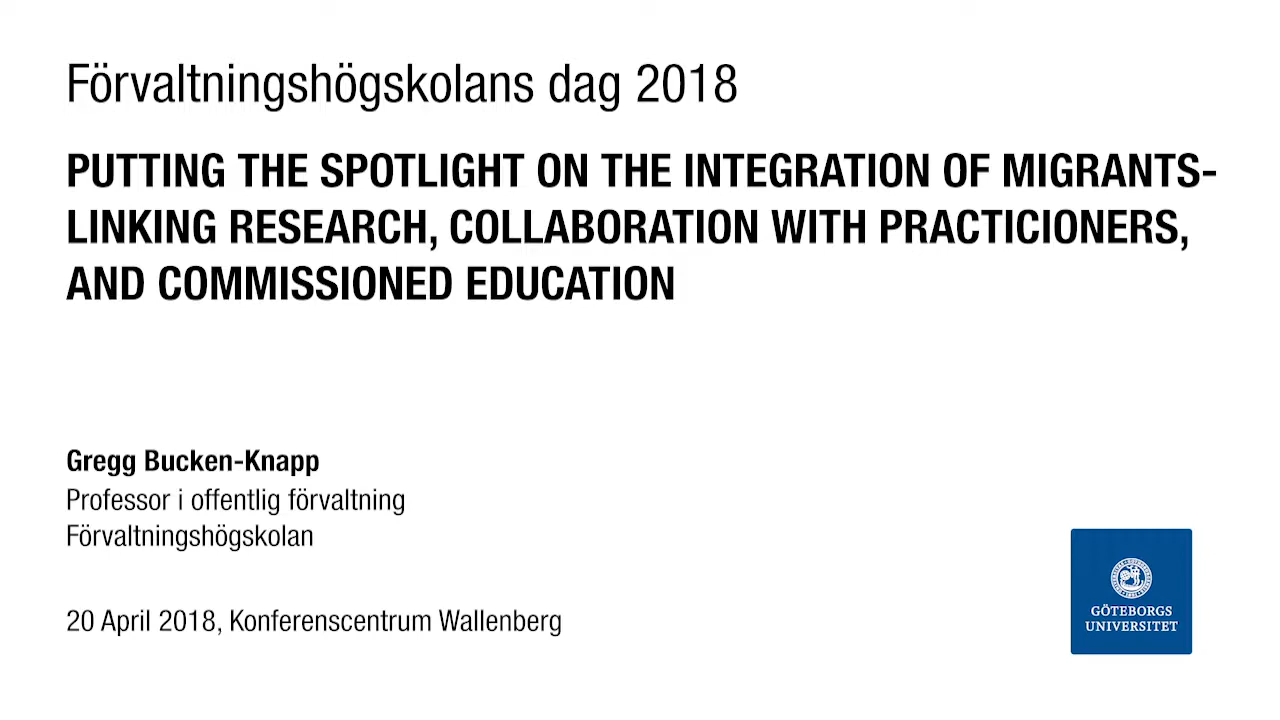 Förvaltningshögskolans dag 2018
PUTTING THE SPOTLIGHT ON THE INTEGRATION OF MIGRANTS-
LINKING RESEARCH, COLLABORATION WITH PRACTICIONERS,
AND COMMISSIONED EDUCATION
Gregg Bucken-Knapp
Professor i offentlig förvaltning
Förvaltningshögskolan
20 April 2018, Konferenscentrum Wallenberg
GÖTEBORGS
UNIVERSITET